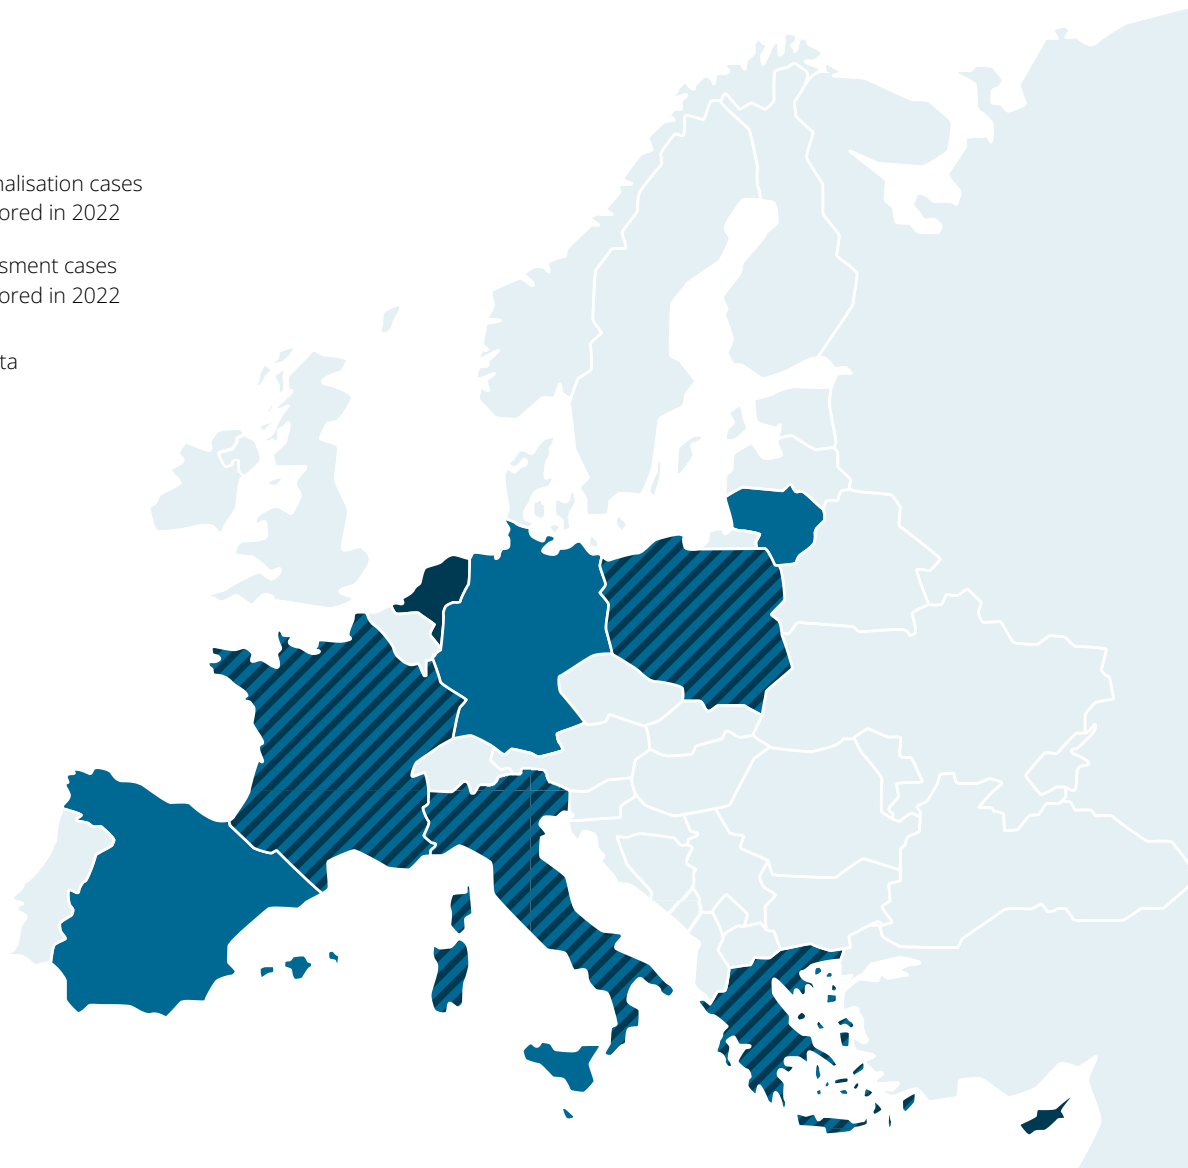 nalisation cases
ored in 2022
sment cases
ored in 2022
ta